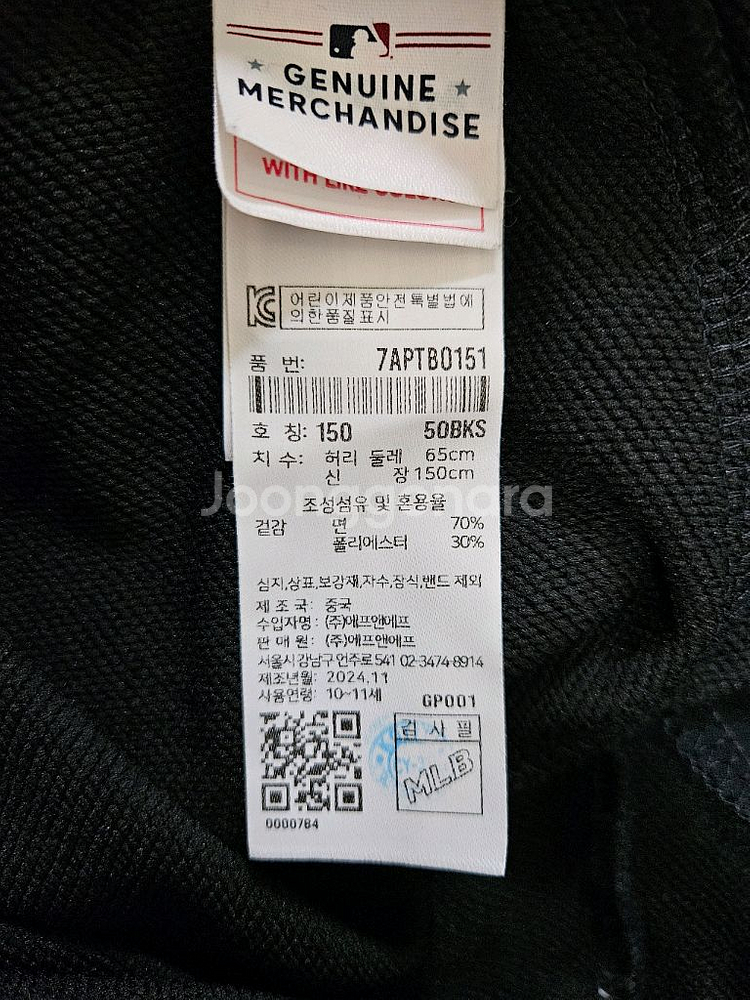 GENUINE
MERCHANDISE
WITH LIKE COLORS
어린이제품안전특별법에
의한품질표시
품 번: 7APTB0151
호 칭: 150 50BKS
치 수: 허리 둘레 65cm
신 장 150cm
Joonggonara
조성섬유 및 혼용율
겉감 면 70%
폴리에스터 30%
심지,상표,보강재,자수,장식,밴드 제외
제 조 국: 중국
수입자명: (주)에프앤에프
판 매 원: (주)에프앤에프
서울시강남구언주로541 02-3474-8914
제조년월: 2024.11
사용연령: 10~11세
GP001
검 사 필
MLB
0000784